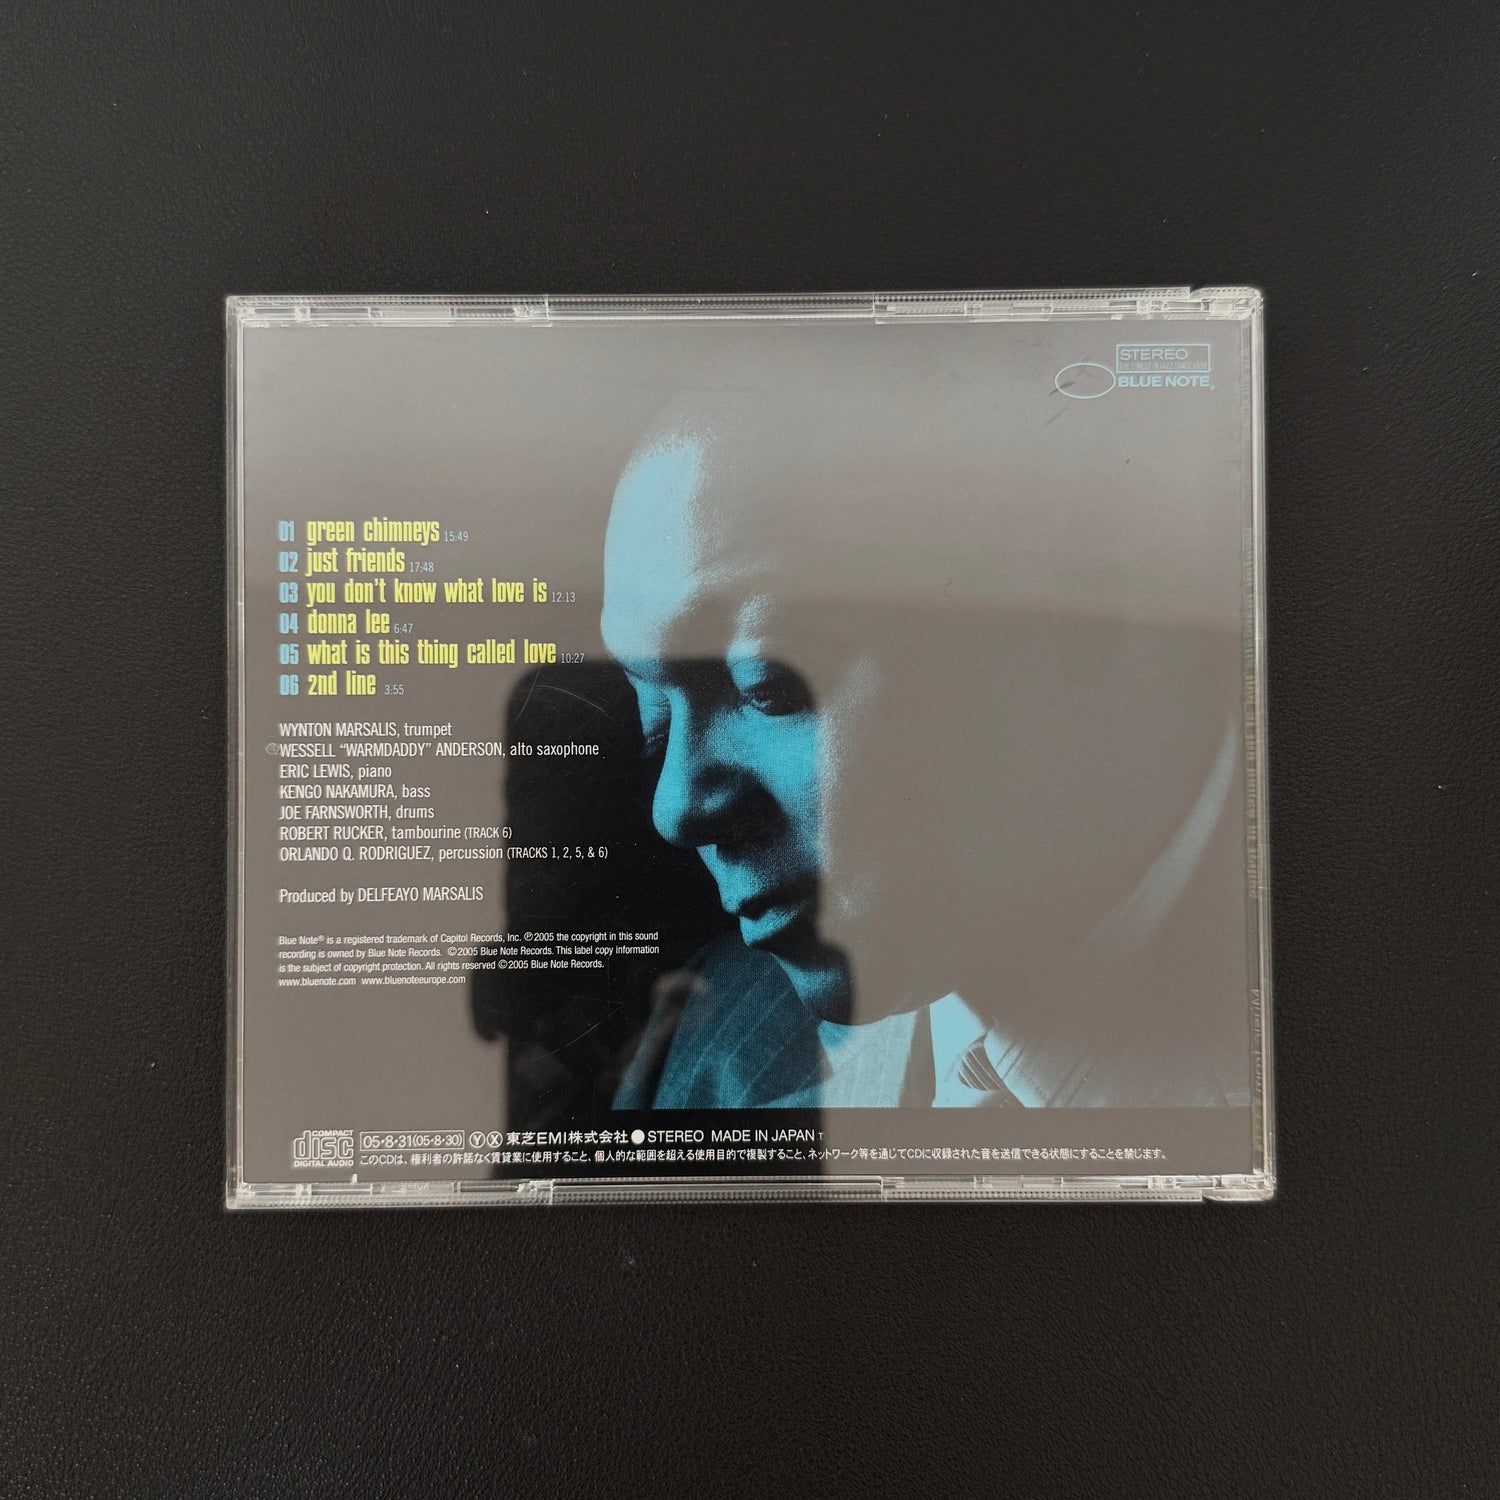 STEREO
THE FINEST IN JAZZ SINCE 1939
BLUE NOTE
01 green chimneys 15:49
02 just friends 17:48
03 you don't know what love is 12:13
04 donna lee 6:47
05 what is this thing called love 10:27
06 2nd line 3:55
WYNTON MARSALIS, trumpet
WESSELL “WARMDADDY” ANDERSON, alto saxophone
ERIC LEWIS, piano
KENGO NAKAMURA, bass
JOE FARNSWORTH, drums
ROBERT RUCKER, tambourine (TRACK 6)
ORLANDO Q. RODRIGUEZ, percussion (TRACKS 1, 2, 5, & 6)
Produced by DELFEAYO MARSALIS
Blue Note® is a registered trademark of Capitol Records, Inc. ℗2005 the copyright in this sound
recording is owned by Blue Note Records. ©2005 Blue Note Records. This label copy information
is the subject of copyright protection. All rights reserved ©2005 Blue Note Records.
www.bluenote.com www.bluenoteeurope.com
COMPACT
disc
DIGITAL AUDIO
05•8•31(05•8•30) Ⓨ Ⓧ 東芝EMI株式会社 ●STEREO MADE IN JAPAN T
このCDは、権利者の許諾なく賃貸業に使用すること、個人的な範囲を超える使用目的で複製すること、ネットワーク等を通じてCDに収録された音を送信できる状態にすることを禁じます。